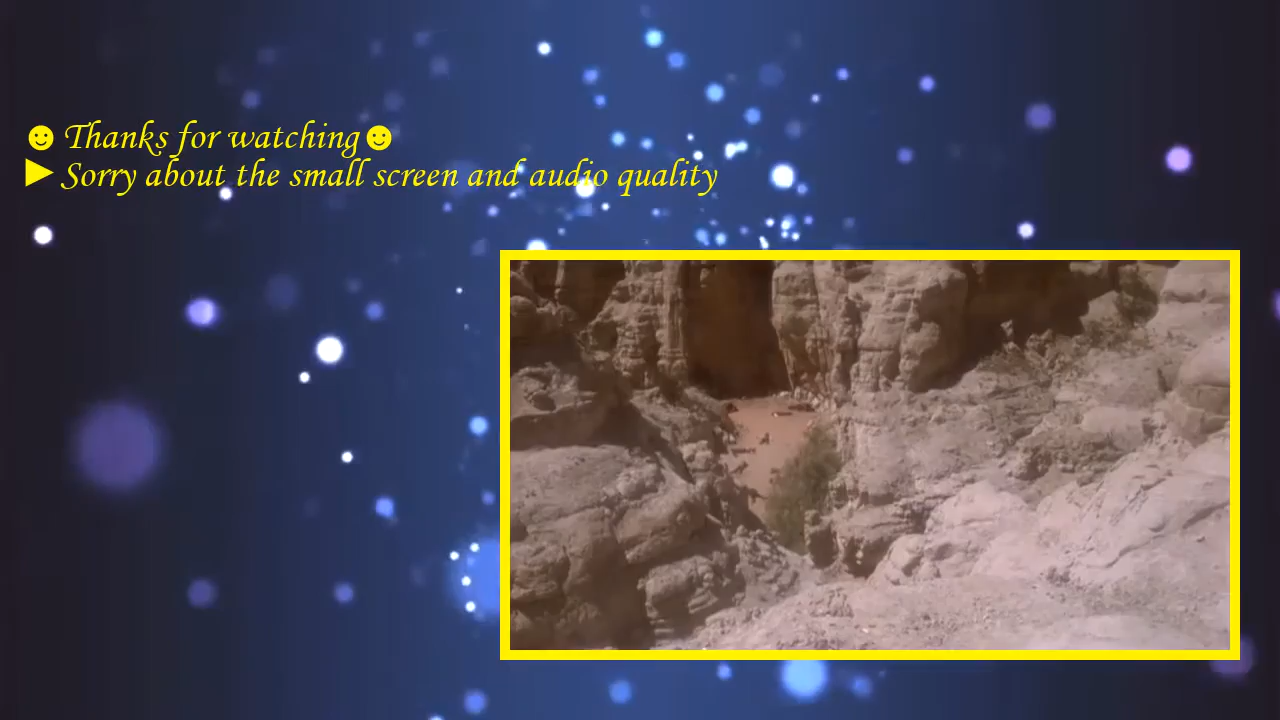 ☻Thanks for watching☻
►Sorry about the small screen and audio quality